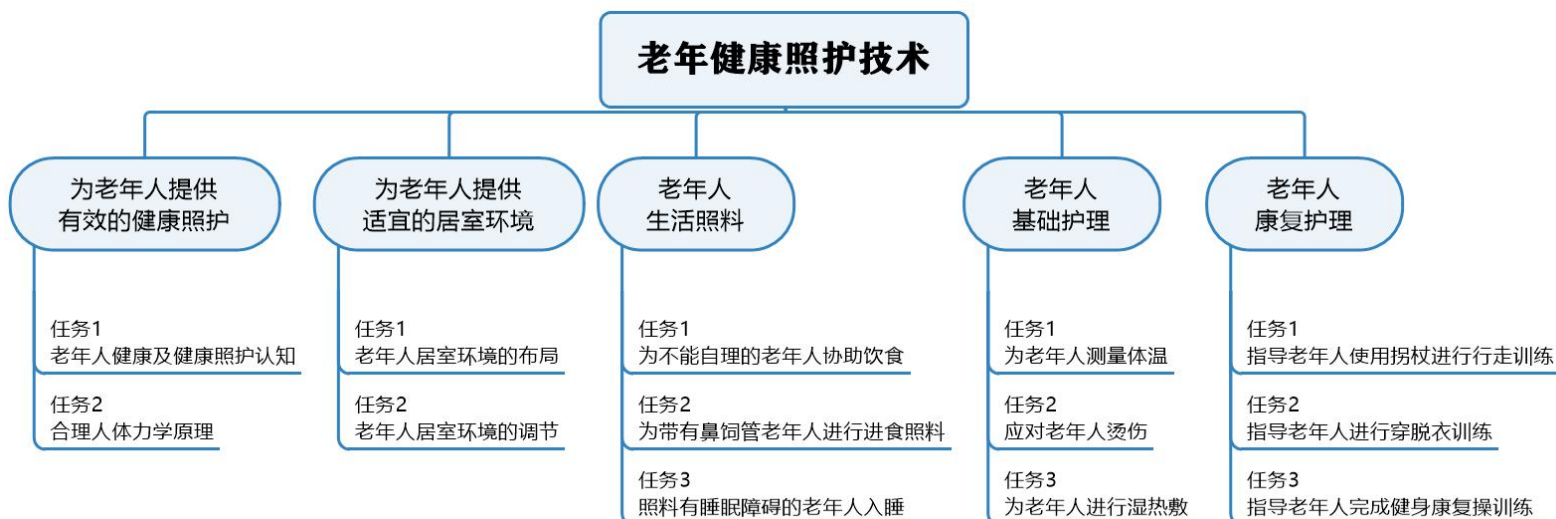 老年健康照护技术
为老年人提供
有效的健康照护
任务1
老年人健康及健康照护认知
任务2
合理人体力学原理
为老年人提供
适宜的居室环境
任务1
老年人居室环境的布局
任务2
老年人居室环境的调节
老年人
生活照料
任务1
为不能自理的老年人协助饮食
任务2
为带有鼻饲管老年人进行进食照料
任务3
照料有睡眠障碍的老年人入睡
老年人
基础护理
任务1
为老年人测量体温
任务2
应对老年人烫伤
任务3
为老年人进行湿热敷
老年人
康复护理
任务1
指导老年人使用拐杖进行行走训练
任务2
指导老年人进行穿脱衣训练
任务3
指导老年人完成健身康复操训练